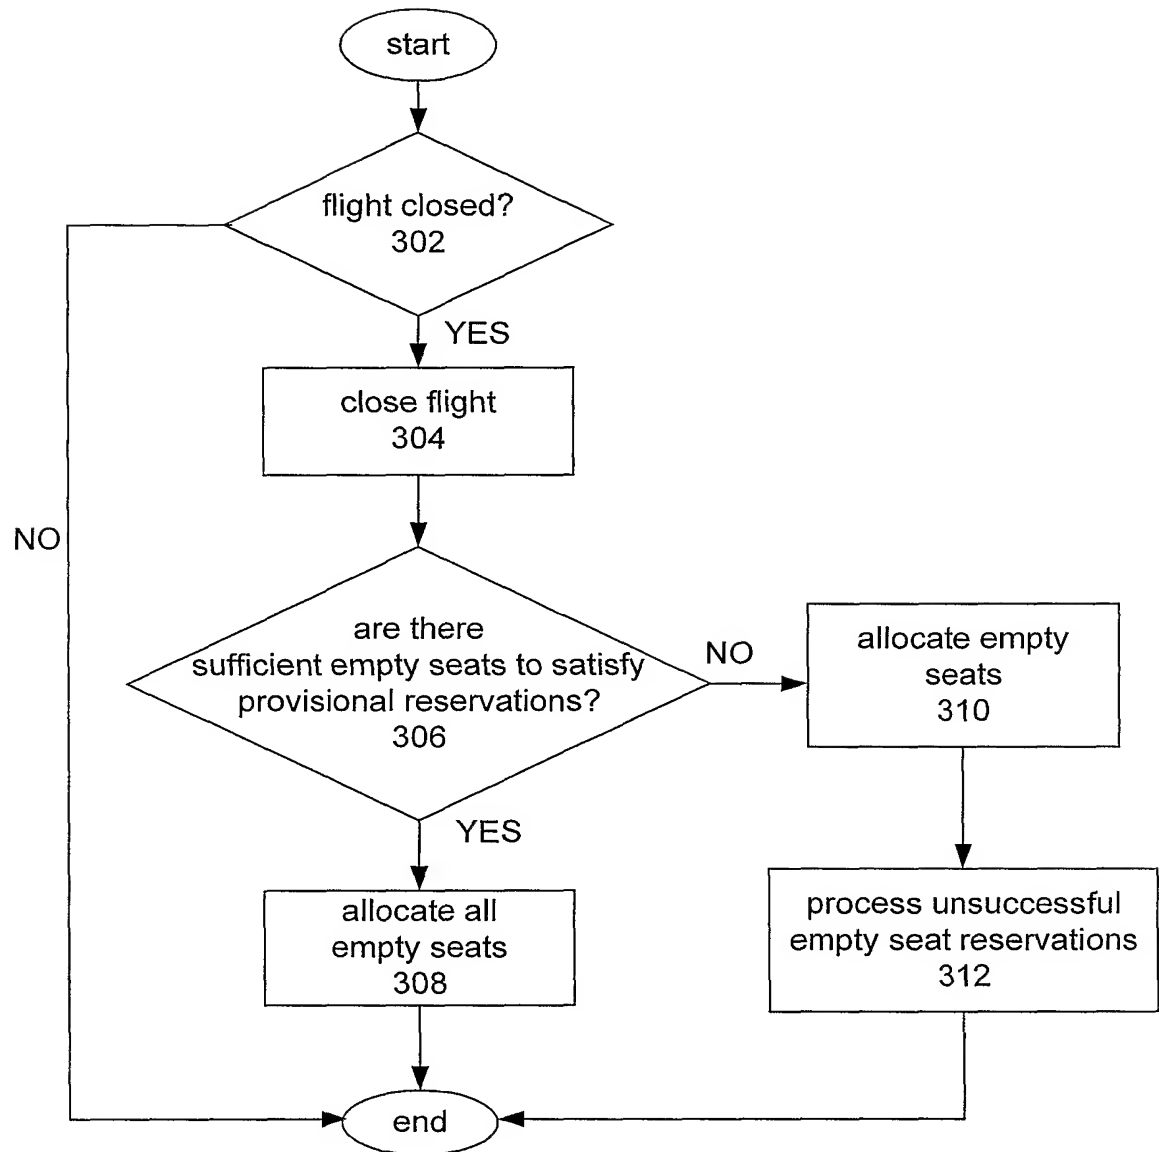 start
flight closed?
302
YES
close flight
304
NO
are there
sufficient empty seats to satisfy
provisional reservations?
306
NO
allocate empty
seats
310
YES
allocate all
empty seats
308
process unsuccessful
empty seat reservations
312
end